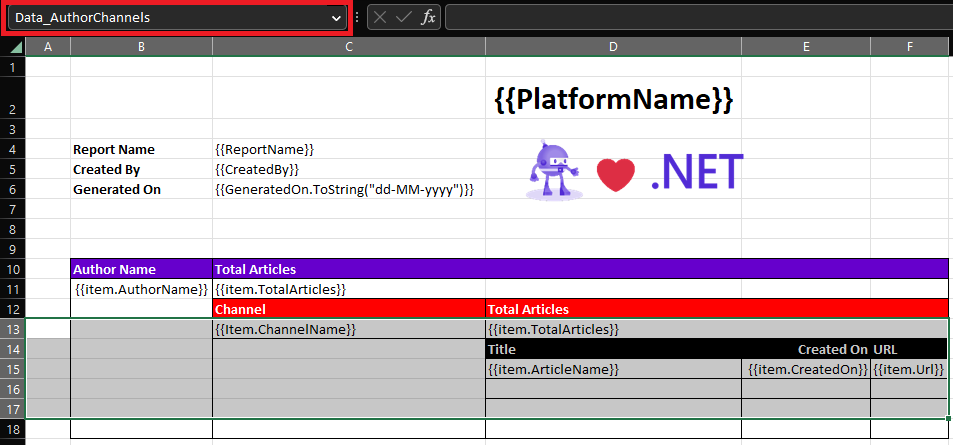 Data_AuthorChannels fx
A B C D E F
1
2 {{PlatformName}}
3
4 Report Name {{ReportName}}
5 Created By {{CreatedBy}}
6 Generated On {{GeneratedOn.ToString("dd-MM-yyyy")}}
.NET
7
8
9
10 Author Name Total Articles
11 {{item.AuthorName}} {{item.TotalArticles}}
12 Channel Total Articles
13 {{Item.ChannelName}} {{item.TotalArticles}}
14 Title Created On URL
15 {{item.ArticleName}} {{item.CreatedOn}} {{item.Url}}
16
17
18